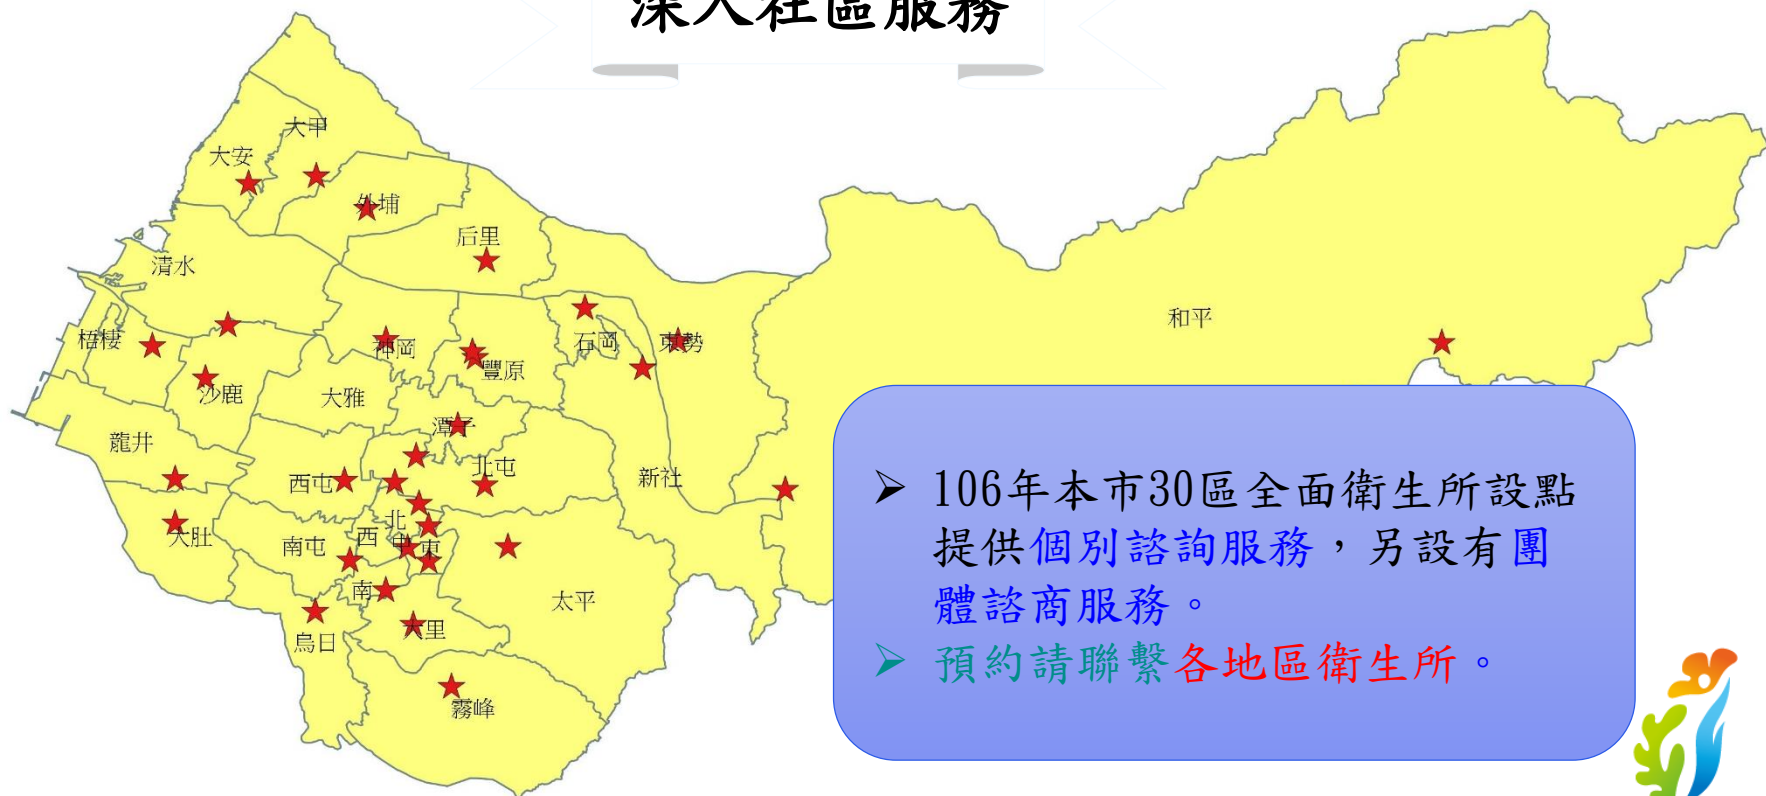 深入社區服務
大甲
大安
外埔
后里
清水
和平
梧棲
神岡
石岡
東勢
豐原
沙鹿
大雅
潭子
龍井
北屯
新社
西屯
北
大肚
南屯
西
中
東
南
太平
大里
烏日
霧峰
➢ 106年本市30區全面衛生所設點
提供個別諮詢服務，另設有團
體諮商服務。
➢ 預約請聯繫各地區衛生所。